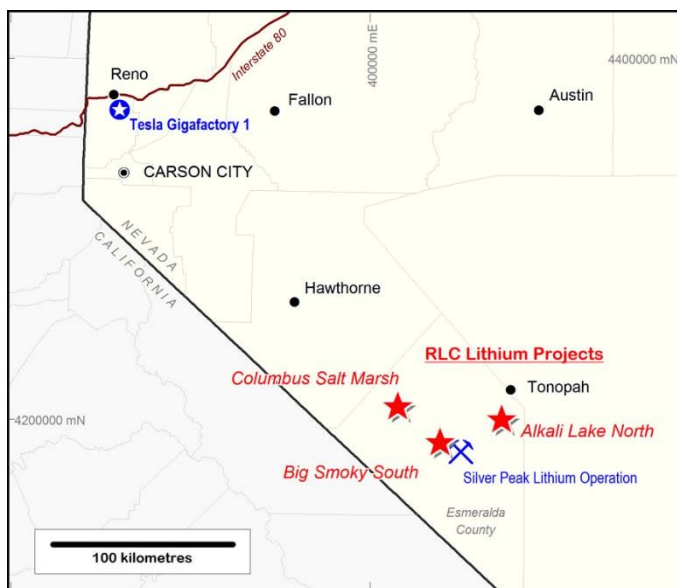 400000 mE
4400000 mN
Interstate 80
Reno
Tesla Gigafactory 1
Fallon
Austin
CARSON CITY
NEVADA
CALIFORNIA
Hawthorne
RLC Lithium Projects
Columbus Salt Marsh
Tonopah
4200000 mN
Alkali Lake North
Big Smoky South
Silver Peak Lithium Operation
Esmeralda
County
100 kilometres